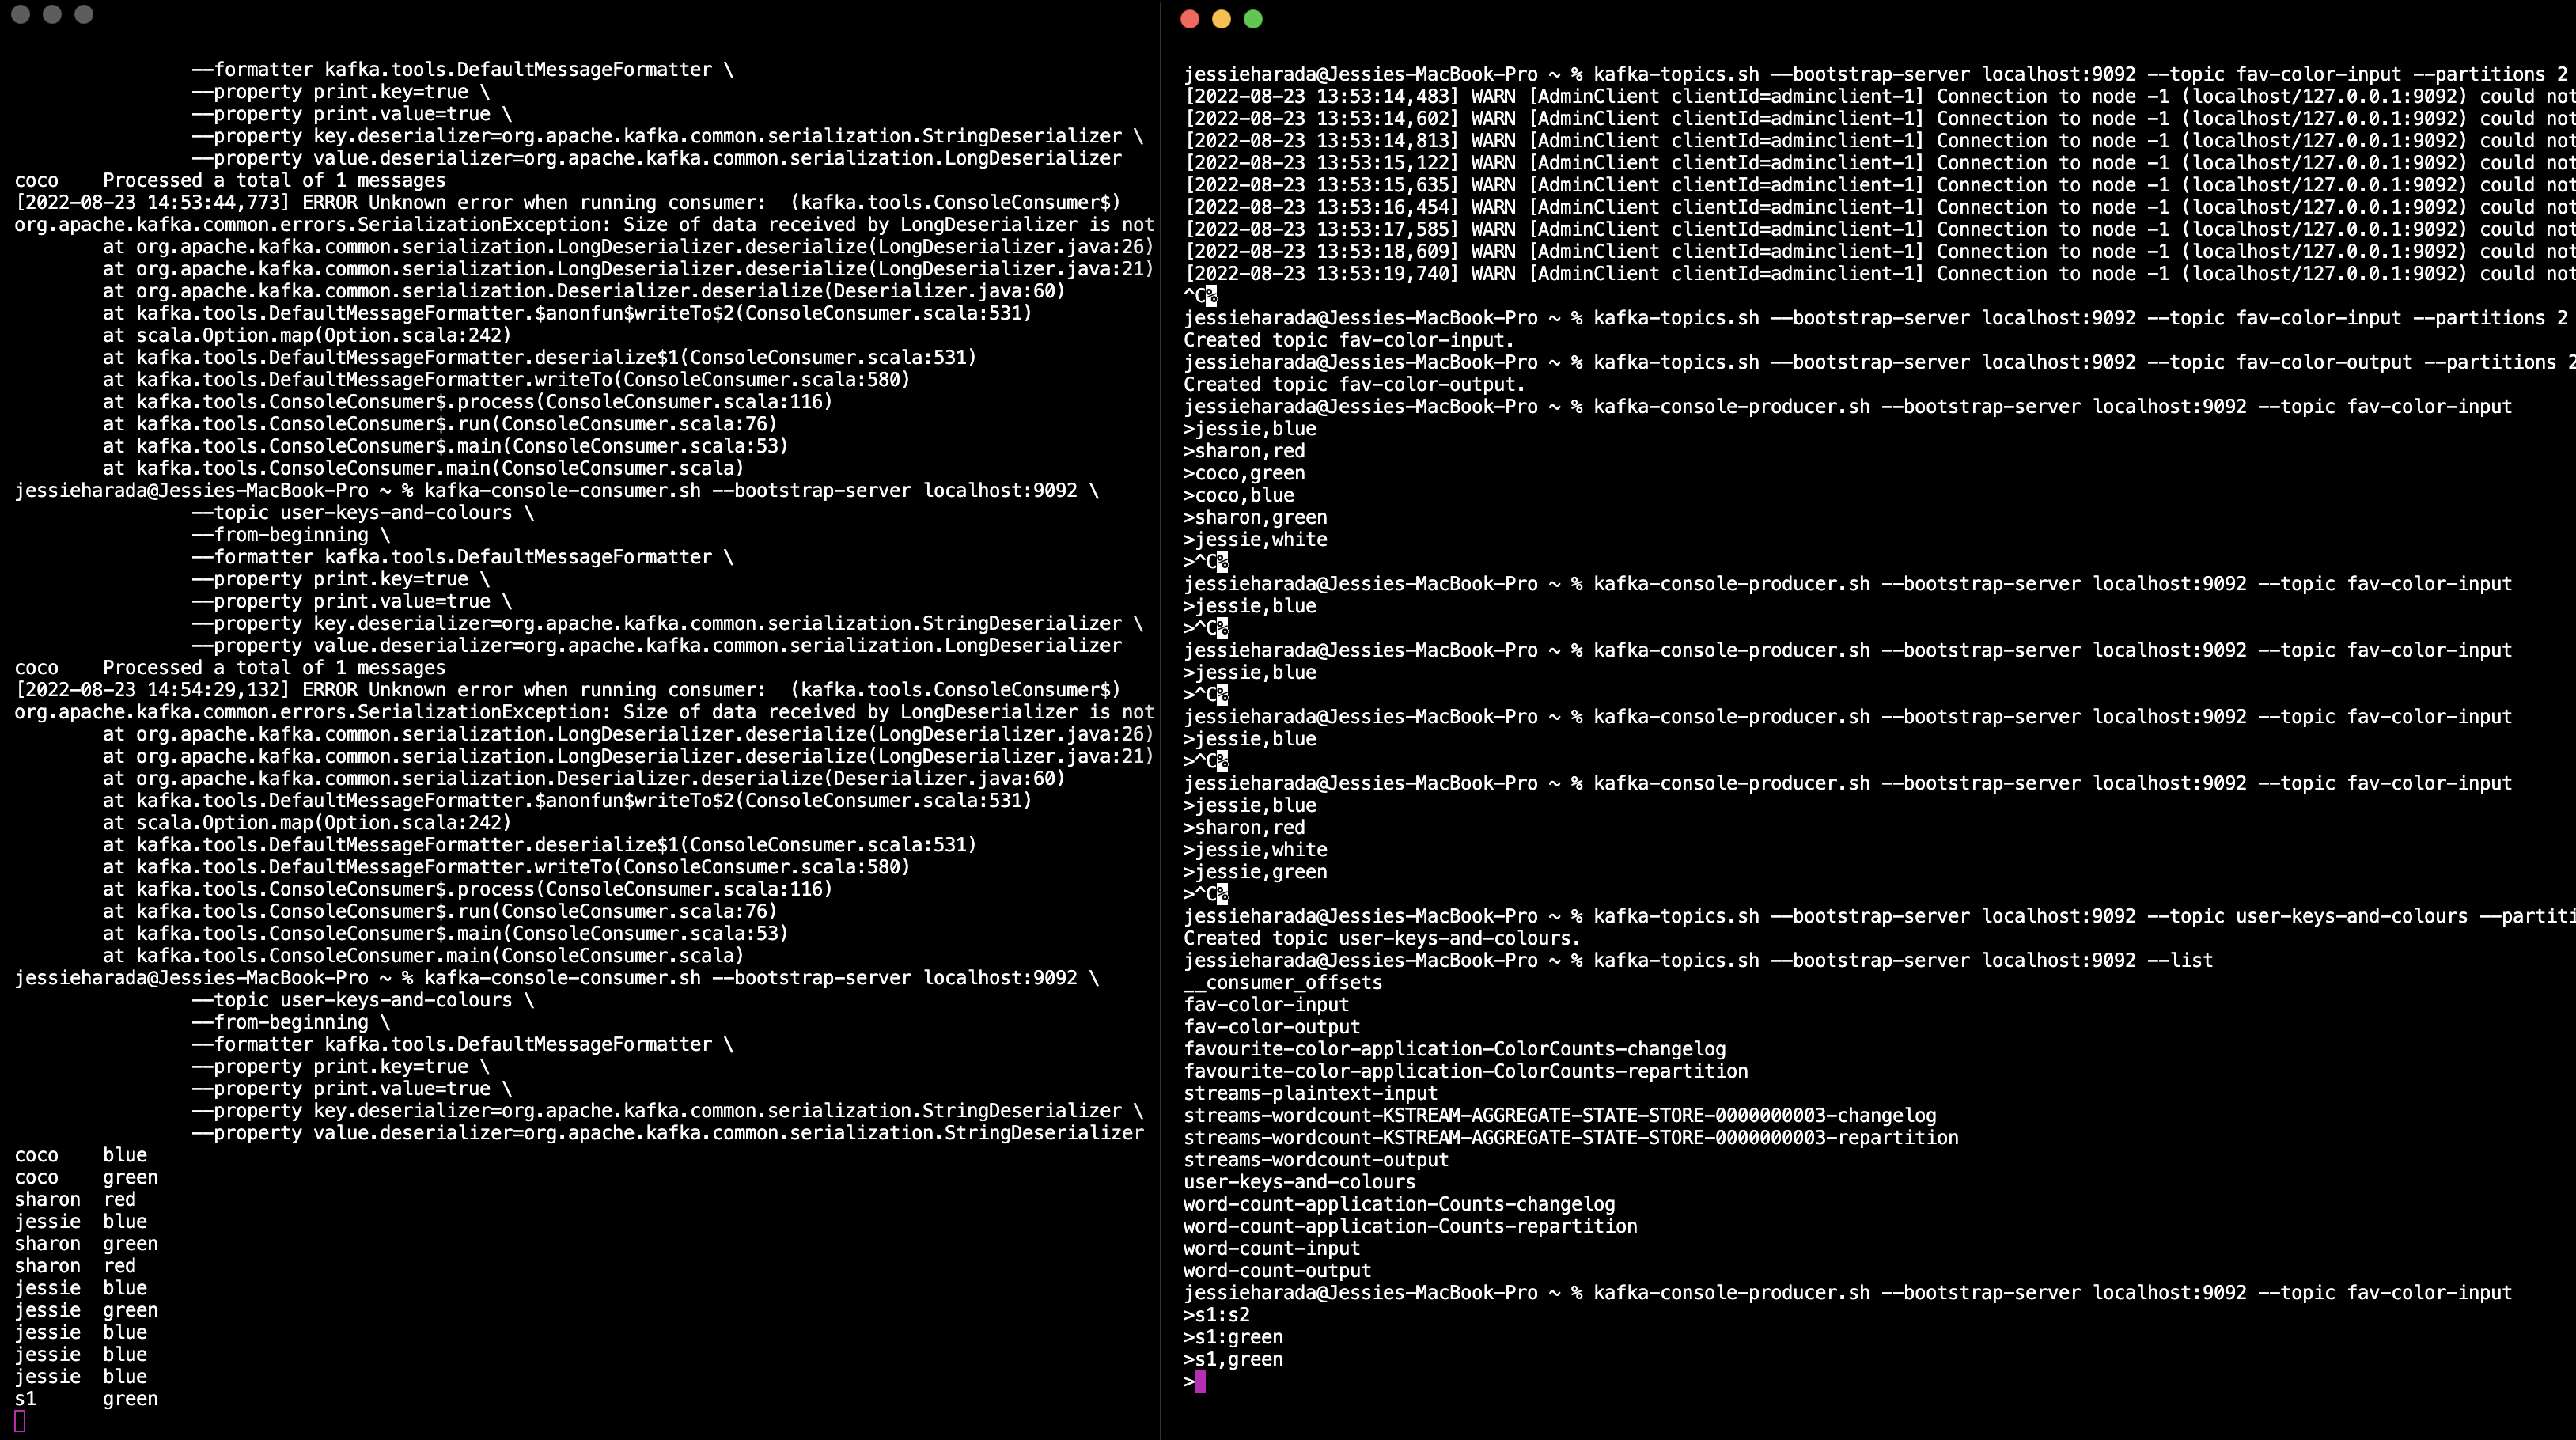 --formatter kafka.tools.DefaultMessageFormatter \
--property print.key=true \
--property print.value=true \
--property key.deserializer=org.apache.kafka.common.serialization.StringDeserializer \
--property value.deserializer=org.apache.kafka.common.serialization.LongDeserializer
coco    Processed a total of 1 messages
[2022-08-23 14:53:44,773] ERROR Unknown error when running consumer:  (kafka.tools.ConsoleConsumer$)
org.apache.kafka.common.errors.SerializationException: Size of data received by LongDeserializer is not
at org.apache.kafka.common.serialization.LongDeserializer.deserialize(LongDeserializer.java:26)
at org.apache.kafka.common.serialization.LongDeserializer.deserialize(LongDeserializer.java:21)
at org.apache.kafka.common.serialization.Deserializer.deserialize(Deserializer.java:60)
at kafka.tools.DefaultMessageFormatter.$anonfun$writeTo$2(ConsoleConsumer.scala:531)
at scala.Option.map(Option.scala:242)
at kafka.tools.DefaultMessageFormatter.deserialize$1(ConsoleConsumer.scala:531)
at kafka.tools.DefaultMessageFormatter.writeTo(ConsoleConsumer.scala:580)
at kafka.tools.ConsoleConsumer$.process(ConsoleConsumer.scala:116)
at kafka.tools.ConsoleConsumer$.run(ConsoleConsumer.scala:76)
at kafka.tools.ConsoleConsumer$.main(ConsoleConsumer.scala:53)
at kafka.tools.ConsoleConsumer.main(ConsoleConsumer.scala)
jessieharada@Jessies-MacBook-Pro ~ % kafka-console-consumer.sh --bootstrap-server localhost:9092 \
--topic user-keys-and-colours \
--from-beginning \
--formatter kafka.tools.DefaultMessageFormatter \
--property print.key=true \
--property print.value=true \
--property key.deserializer=org.apache.kafka.common.serialization.StringDeserializer \
--property value.deserializer=org.apache.kafka.common.serialization.LongDeserializer
coco    Processed a total of 1 messages
[2022-08-23 14:54:29,132] ERROR Unknown error when running consumer:  (kafka.tools.ConsoleConsumer$)
org.apache.kafka.common.errors.SerializationException: Size of data received by LongDeserializer is not
at org.apache.kafka.common.serialization.LongDeserializer.deserialize(LongDeserializer.java:26)
at org.apache.kafka.common.serialization.LongDeserializer.deserialize(LongDeserializer.java:21)
at org.apache.kafka.common.serialization.Deserializer.deserialize(Deserializer.java:60)
at kafka.tools.DefaultMessageFormatter.$anonfun$writeTo$2(ConsoleConsumer.scala:531)
at scala.Option.map(Option.scala:242)
at kafka.tools.DefaultMessageFormatter.deserialize$1(ConsoleConsumer.scala:531)
at kafka.tools.DefaultMessageFormatter.writeTo(ConsoleConsumer.scala:580)
at kafka.tools.ConsoleConsumer$.process(ConsoleConsumer.scala:116)
at kafka.tools.ConsoleConsumer$.run(ConsoleConsumer.scala:76)
at kafka.tools.ConsoleConsumer$.main(ConsoleConsumer.scala:53)
at kafka.tools.ConsoleConsumer.main(ConsoleConsumer.scala)
jessieharada@Jessies-MacBook-Pro ~ % kafka-console-consumer.sh --bootstrap-server localhost:9092 \
--topic user-keys-and-colours \
--from-beginning \
--formatter kafka.tools.DefaultMessageFormatter \
--property print.key=true \
--property print.value=true \
--property key.deserializer=org.apache.kafka.common.serialization.StringDeserializer \
--property value.deserializer=org.apache.kafka.common.serialization.StringDeserializer
coco    blue
coco    green
sharon  red
jessie  blue
sharon  green
sharon  red
jessie  blue
jessie  green
jessie  blue
jessie  blue
jessie  blue
s1      green
jessieharada@Jessies-MacBook-Pro ~ % kafka-topics.sh --bootstrap-server localhost:9092 --topic fav-color-input --partitions 2
[2022-08-23 13:53:14,483] WARN [AdminClient clientId=adminclient-1] Connection to node -1 (localhost/127.0.0.1:9092) could not
[2022-08-23 13:53:14,602] WARN [AdminClient clientId=adminclient-1] Connection to node -1 (localhost/127.0.0.1:9092) could not
[2022-08-23 13:53:14,813] WARN [AdminClient clientId=adminclient-1] Connection to node -1 (localhost/127.0.0.1:9092) could not
[2022-08-23 13:53:15,122] WARN [AdminClient clientId=adminclient-1] Connection to node -1 (localhost/127.0.0.1:9092) could not
[2022-08-23 13:53:15,635] WARN [AdminClient clientId=adminclient-1] Connection to node -1 (localhost/127.0.0.1:9092) could not
[2022-08-23 13:53:16,454] WARN [AdminClient clientId=adminclient-1] Connection to node -1 (localhost/127.0.0.1:9092) could not
[2022-08-23 13:53:17,585] WARN [AdminClient clientId=adminclient-1] Connection to node -1 (localhost/127.0.0.1:9092) could not
[2022-08-23 13:53:18,609] WARN [AdminClient clientId=adminclient-1] Connection to node -1 (localhost/127.0.0.1:9092) could not
[2022-08-23 13:53:19,740] WARN [AdminClient clientId=adminclient-1] Connection to node -1 (localhost/127.0.0.1:9092) could not
^C%
jessieharada@Jessies-MacBook-Pro ~ % kafka-topics.sh --bootstrap-server localhost:9092 --topic fav-color-input --partitions 2
Created topic fav-color-input.
jessieharada@Jessies-MacBook-Pro ~ % kafka-topics.sh --bootstrap-server localhost:9092 --topic fav-color-output --partitions 2
Created topic fav-color-output.
jessieharada@Jessies-MacBook-Pro ~ % kafka-console-producer.sh --bootstrap-server localhost:9092 --topic fav-color-input
>jessie,blue
>sharon,red
>coco,green
>coco,blue
>sharon,green
>jessie,white
>^C%
jessieharada@Jessies-MacBook-Pro ~ % kafka-console-producer.sh --bootstrap-server localhost:9092 --topic fav-color-input
>jessie,blue
>^C%
jessieharada@Jessies-MacBook-Pro ~ % kafka-console-producer.sh --bootstrap-server localhost:9092 --topic fav-color-input
>jessie,blue
>^C%
jessieharada@Jessies-MacBook-Pro ~ % kafka-console-producer.sh --bootstrap-server localhost:9092 --topic fav-color-input
>jessie,blue
>^C%
jessieharada@Jessies-MacBook-Pro ~ % kafka-console-producer.sh --bootstrap-server localhost:9092 --topic fav-color-input
>jessie,blue
>sharon,red
>jessie,white
>jessie,green
>^C%
jessieharada@Jessies-MacBook-Pro ~ % kafka-topics.sh --bootstrap-server localhost:9092 --topic user-keys-and-colours --partiti
Created topic user-keys-and-colours.
jessieharada@Jessies-MacBook-Pro ~ % kafka-topics.sh --bootstrap-server localhost:9092 --list
__consumer_offsets
fav-color-input
fav-color-output
favourite-color-application-ColorCounts-changelog
favourite-color-application-ColorCounts-repartition
streams-plaintext-input
streams-wordcount-KSTREAM-AGGREGATE-STATE-STORE-0000000003-changelog
streams-wordcount-KSTREAM-AGGREGATE-STATE-STORE-0000000003-repartition
streams-wordcount-output
user-keys-and-colours
word-count-application-Counts-changelog
word-count-application-Counts-repartition
word-count-input
word-count-output
jessieharada@Jessies-MacBook-Pro ~ % kafka-console-producer.sh --bootstrap-server localhost:9092 --topic fav-color-input
>s1:s2
>s1:green
>s1,green
>